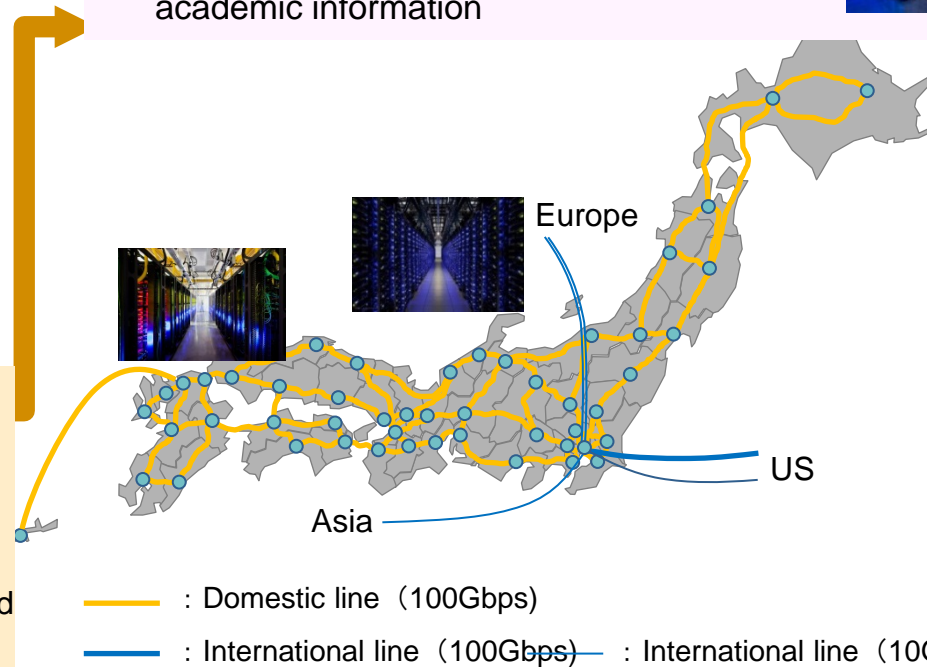 academic information
Europe
US
Asia
d
：Domestic line（100Gbps)
：International line（100Gbps) ：International line（10